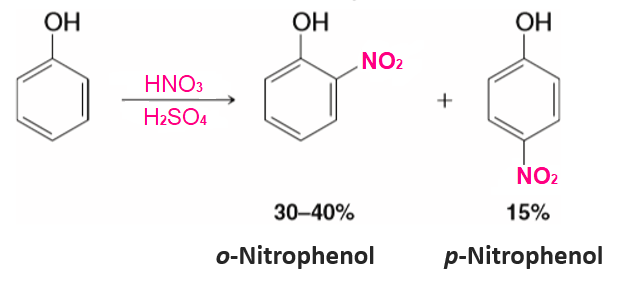 OH
HNO₃
H₂SO₄
OH
NO₂
+
OH
NO₂
30–40%
15%
o-Nitrophenol
p-Nitrophenol